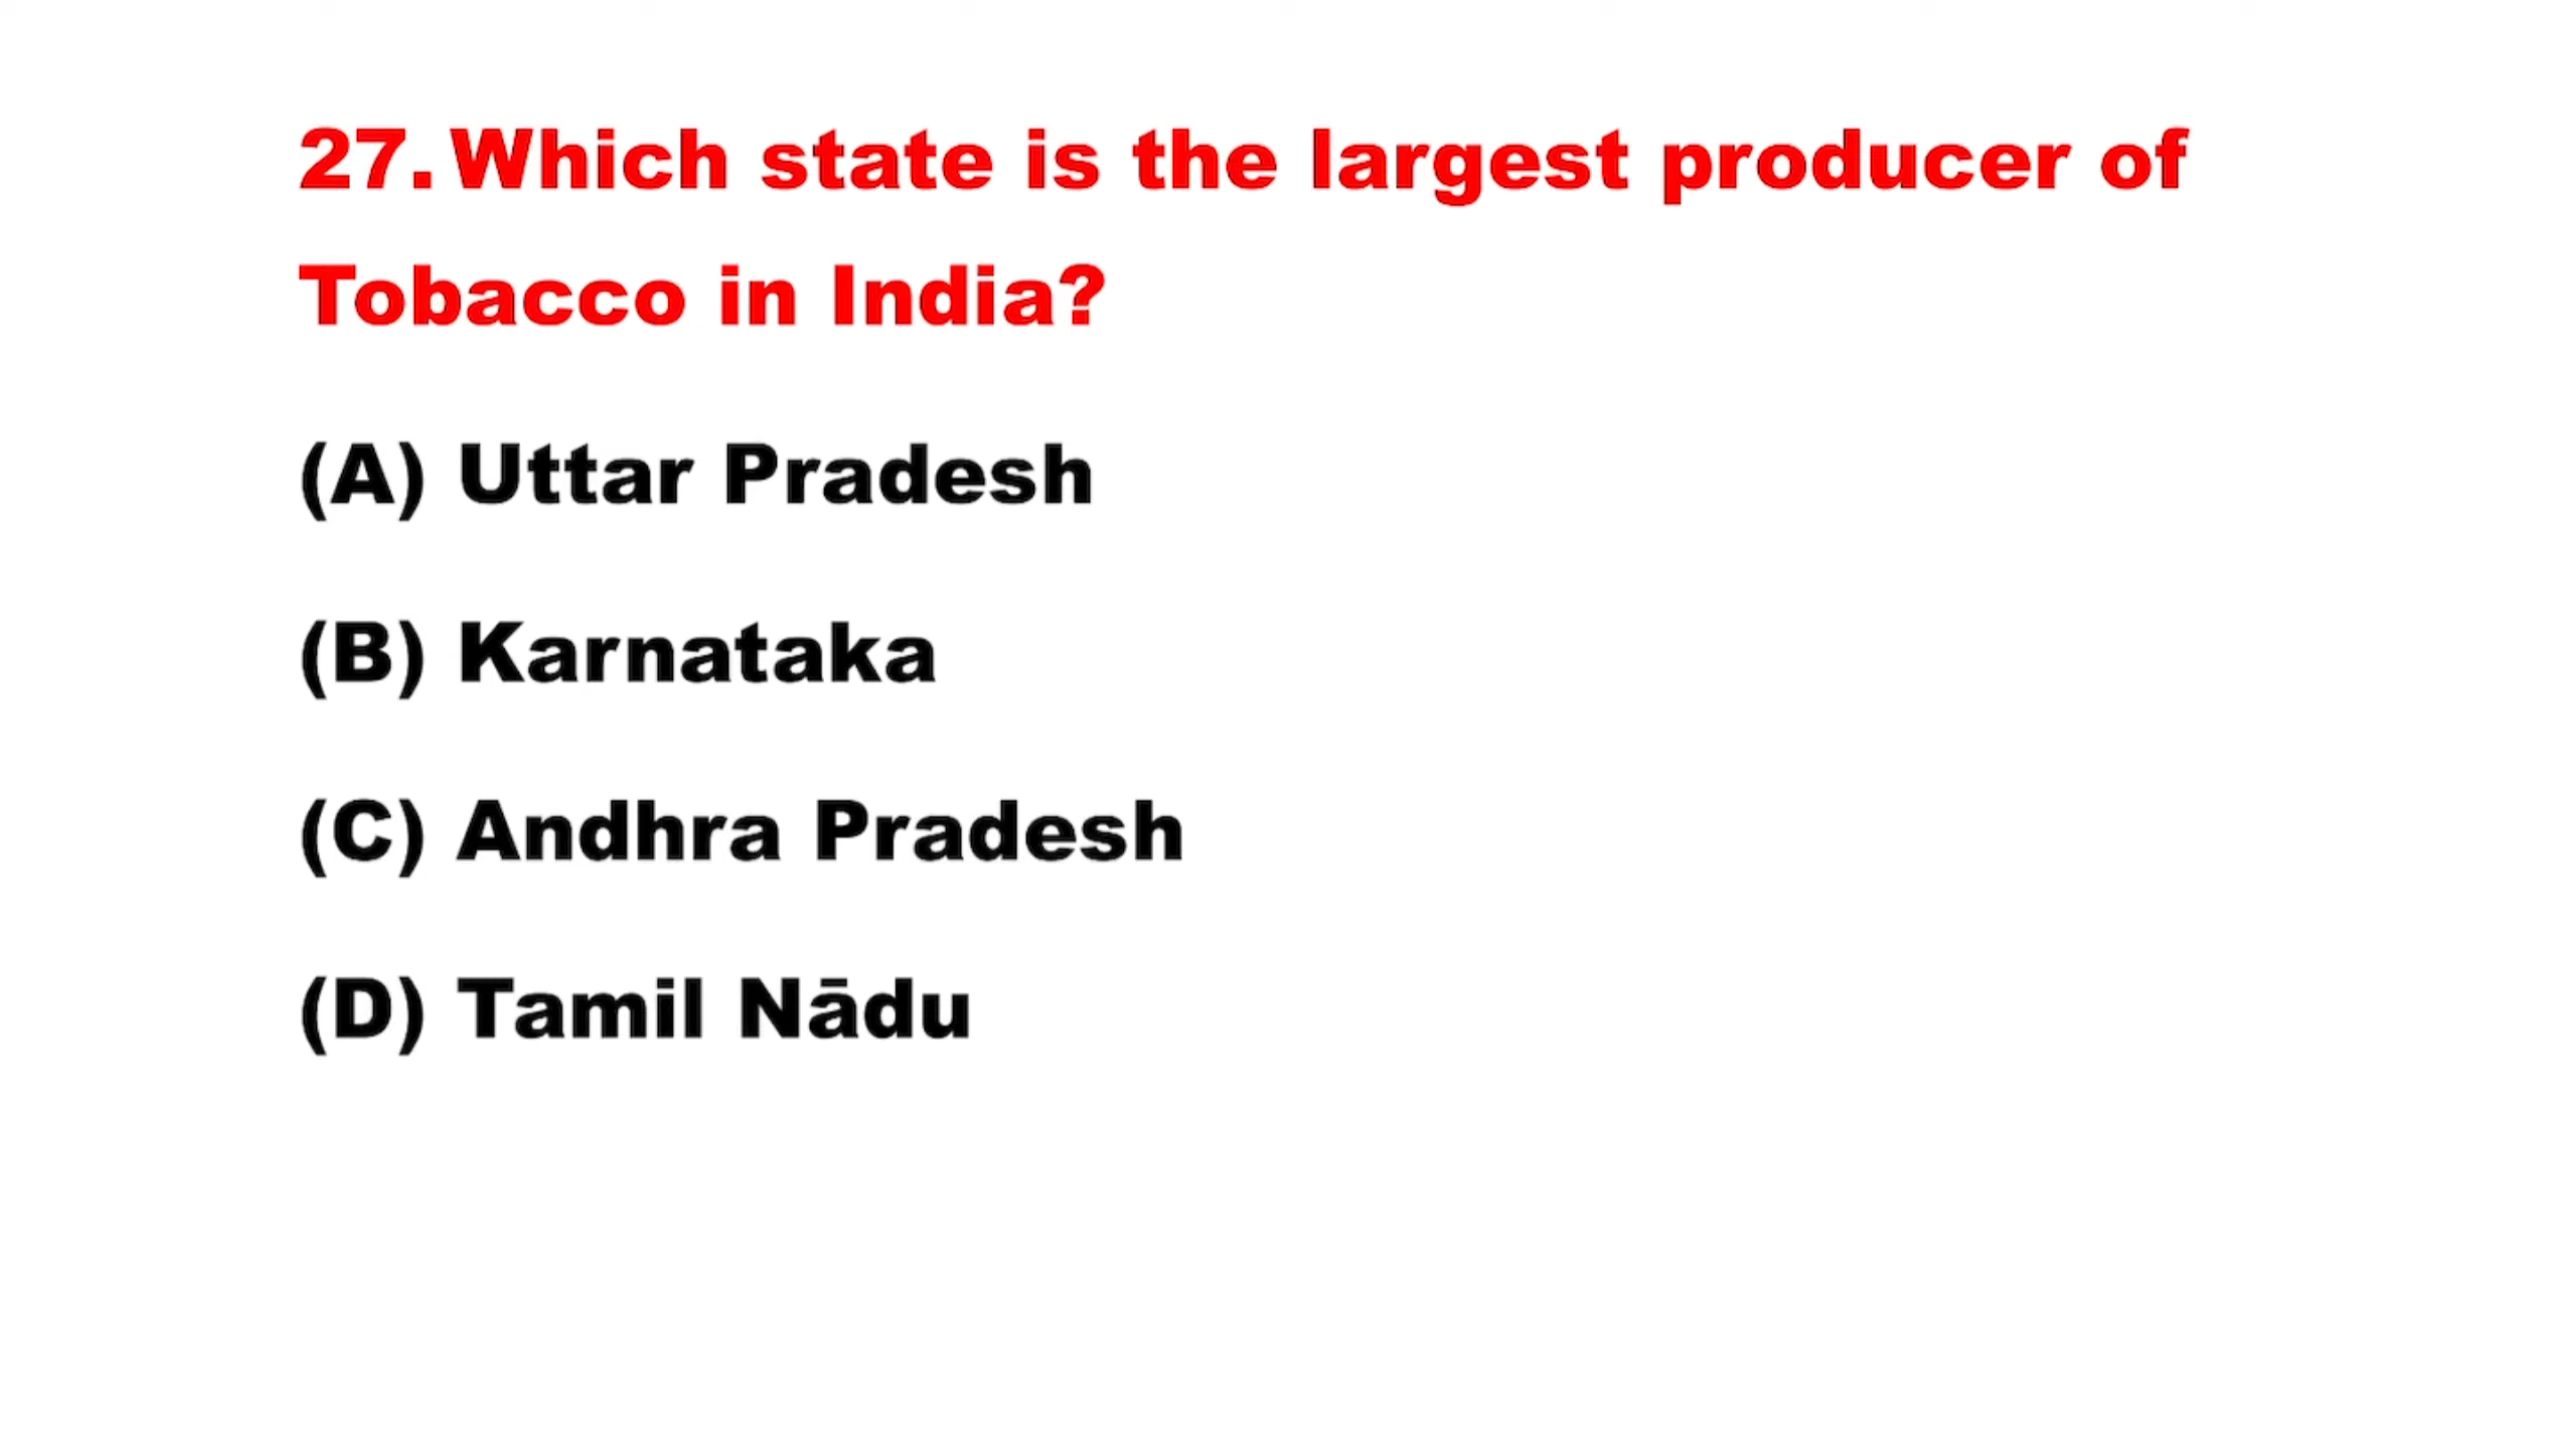 27. Which state is the largest producer of
Tobacco in India?
(A) Uttar Pradesh
(B) Karnataka
(C) Andhra Pradesh
(D) Tamil Nādu